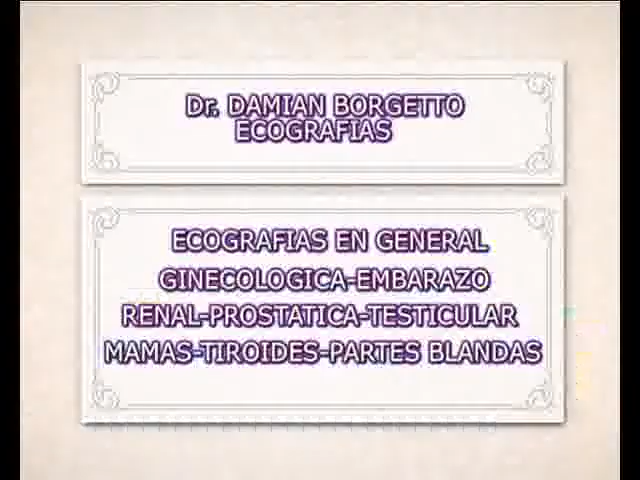 Dr. DAMIAN BORGETTO
ECOGRAFIAS
ECOGRAFIAS EN GENERAL
GINECOLOGICA-EMBARAZO
RENAL-PROSTATICA-TESTICULAR
MAMAS-TIROIDES-PARTES BLANDAS